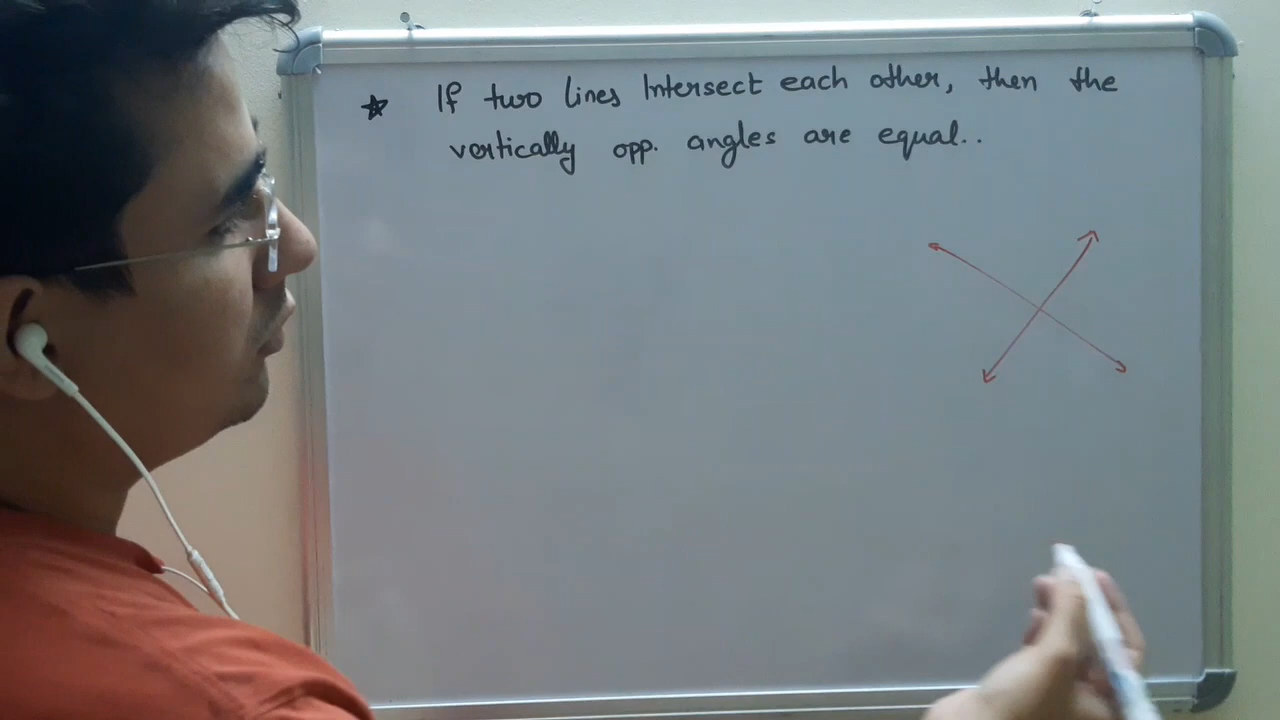 ★ If two lines Intersect each other, then the
vertically opp. angles are equal..